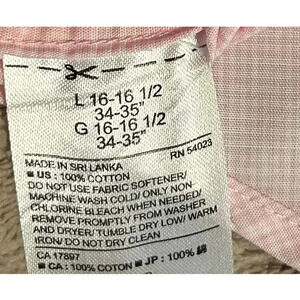 L 16-16 1/2
34-35"
G 16-16 1/2
34-35"
RN 54023
MADE IN SRI LANKA
■ US : 100% COTTON
DO NOT USE FABRIC SOFTENER/
MACHINE WASH COLD/ ONLY NON-
CHLORINE BLEACH WHEN NEEDED/
REMOVE PROMPTLY FROM WASHER
AND DRYER/ TUMBLE DRY LOW/ WARM
IRON/ DO NOT DRY CLEAN
CA 17897
■ CA : 100% COTON ■ JP : 100% 綿